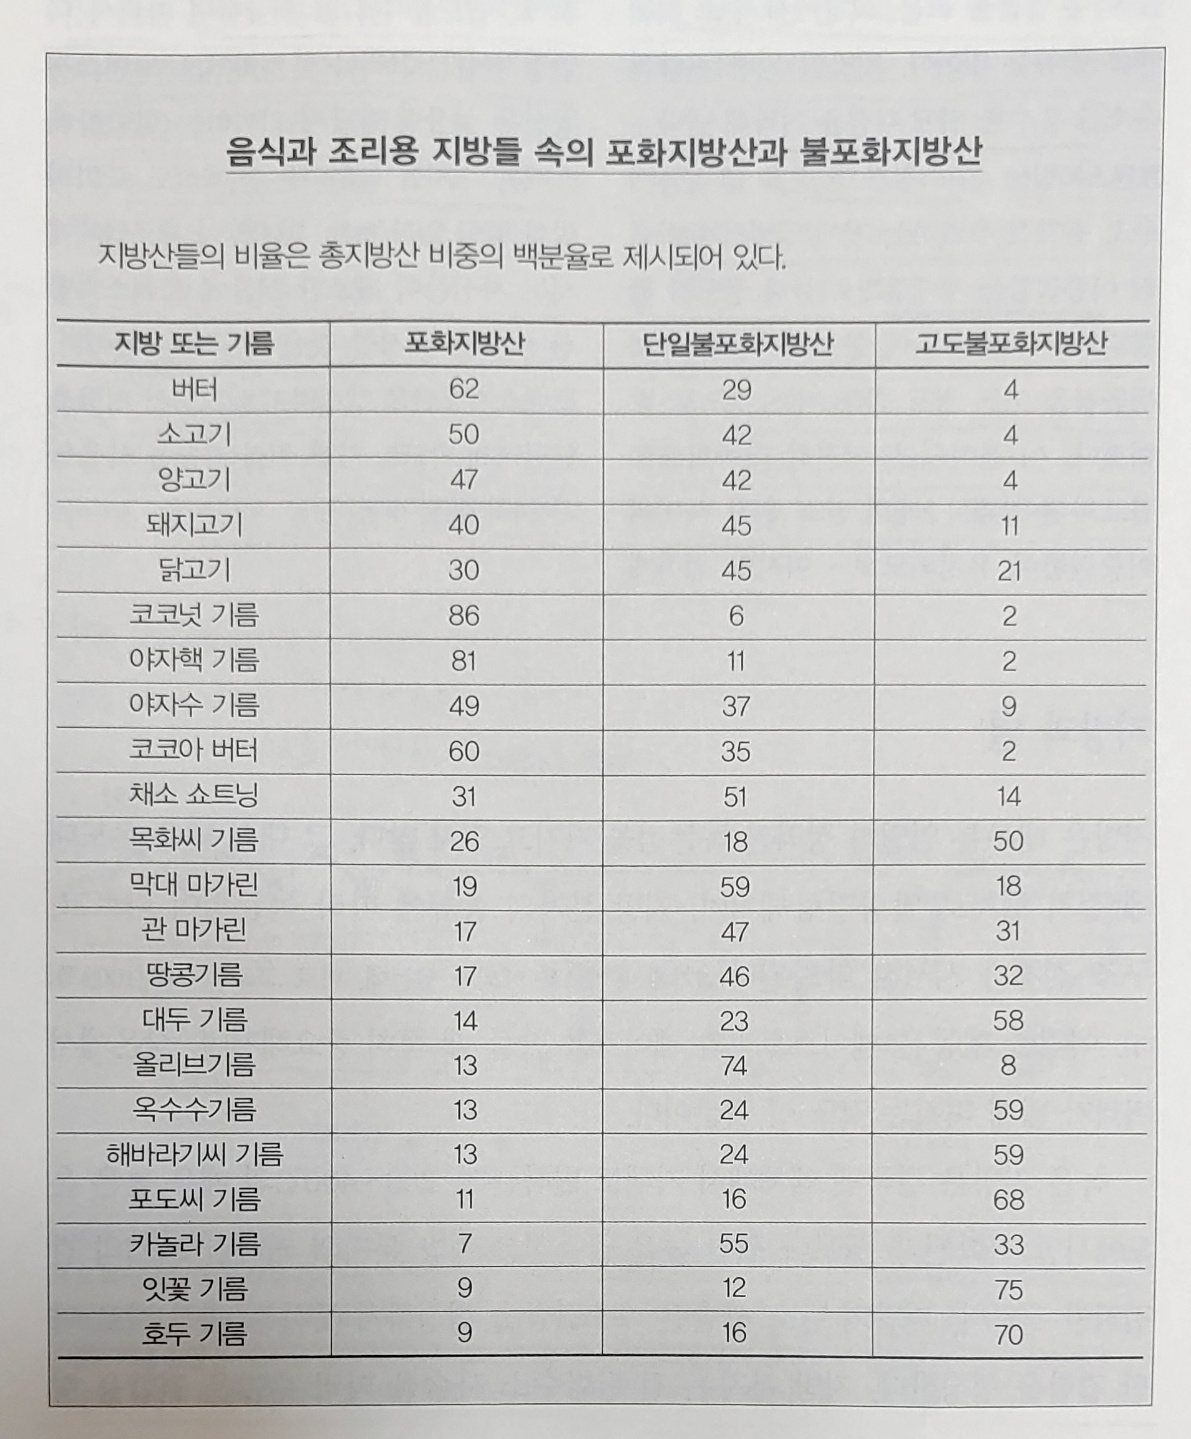 음식과 조리용 지방들 속의 포화지방산과 불포화지방산
지방산들의 비율은 총지방산 비중의 백분율로 제시되어 있다.
지방 또는 기름 포화지방산 단일불포화지방산 고도불포화지방산
버터 62 29 4
소고기 50 42 4
양고기 47 42 4
돼지고기 40 45 11
닭고기 30 45 21
코코넛 기름 86 6 2
야자핵 기름 81 11 2
야자수 기름 49 37 9
코코아 버터 60 35 2
채소 쇼트닝 31 51 14
목화씨 기름 26 18 50
막대 마가린 19 59 18
관 마가린 17 47 31
땅콩기름 17 46 32
대두 기름 14 23 58
올리브기름 13 74 8
옥수수기름 13 24 59
해바라기씨 기름 13 24 59
포도씨 기름 11 16 68
카놀라 기름 7 55 33
잇꽃 기름 9 12 75
호두 기름 9 16 70